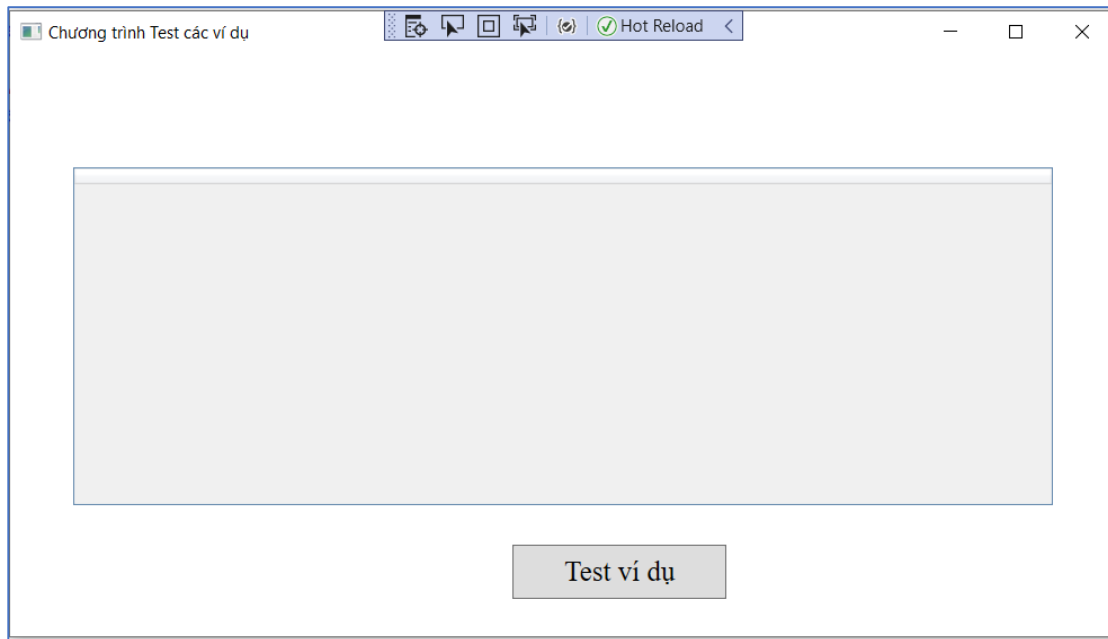 Chương trình Test các ví dụ
Hot Reload
Test ví dụ